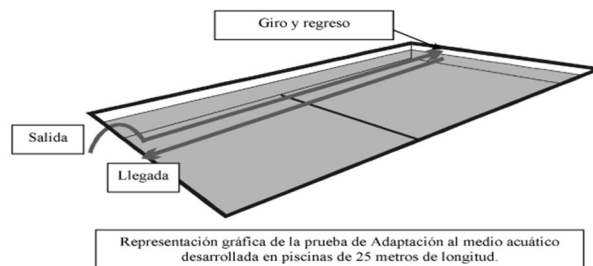 Giro y regreso
Salida
Llegada
Representación gráfica de la prueba de Adaptación al medio acuático
desarrollada en piscinas de 25 metros de longitud.